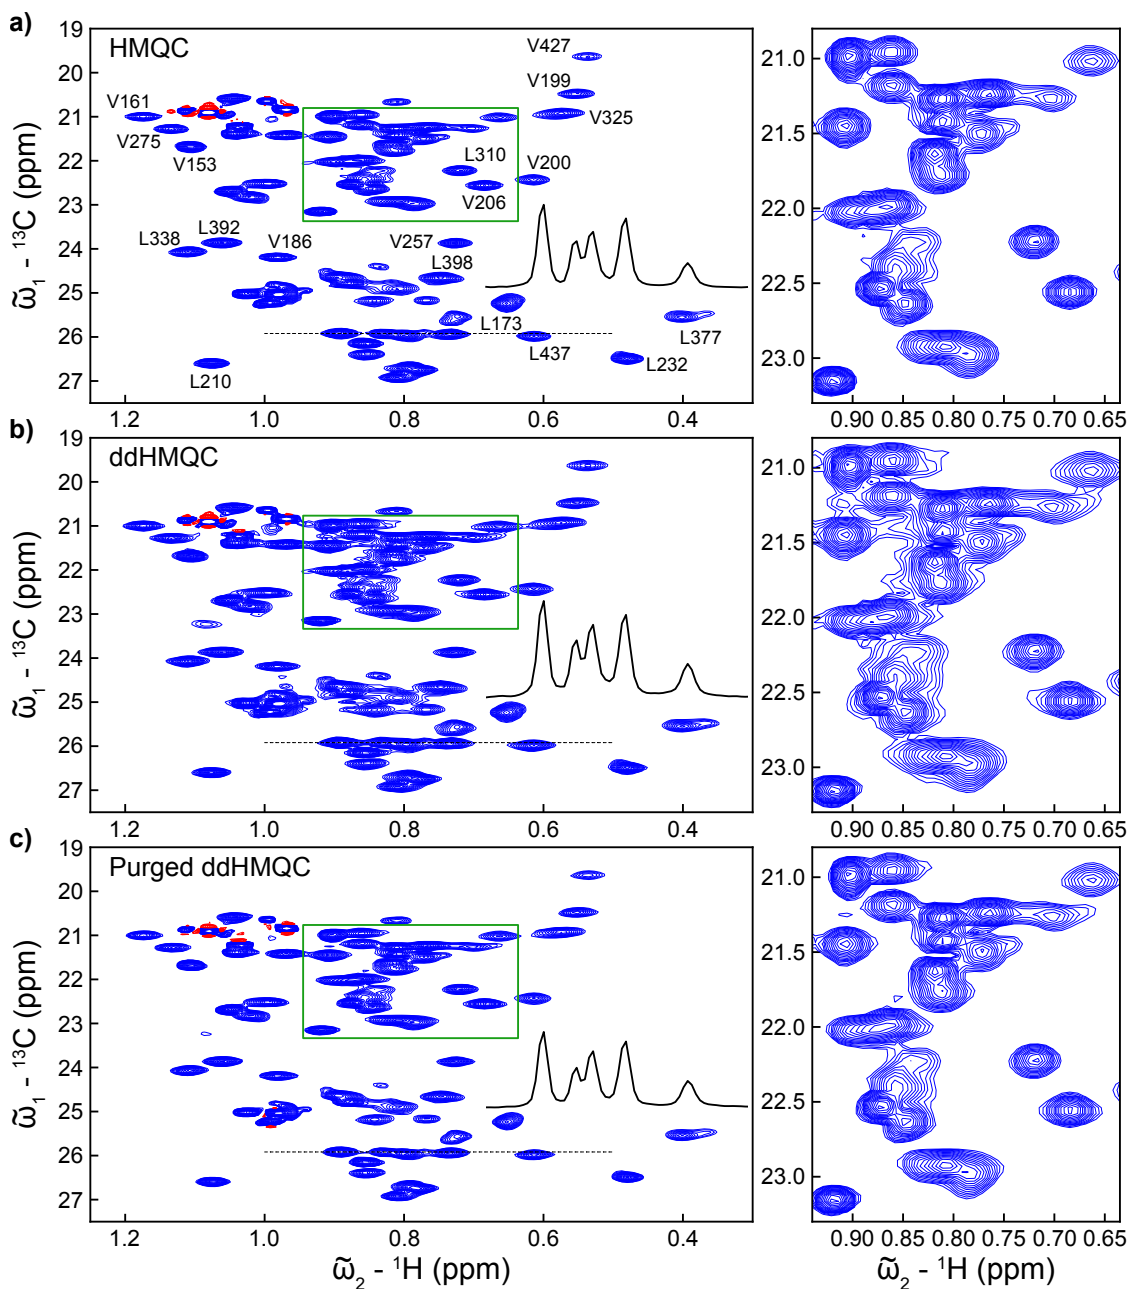 a)
HMQC
19
20
21
22
23
24
25
26
27
V427
V199
V325
V161
V275
V153
L310
V200
V206
L392
L338
V186
V257
L398
L173
L377
L437
L232
L210
1.2 1.0 0.8 0.6 0.4
ω̃1 - 13C (ppm)
21.0
21.5
22.0
22.5
23.0
0.90 0.85 0.80 0.75 0.70 0.65
b)
ddHMQC
19
20
21
22
23
24
25
26
27
1.2 1.0 0.8 0.6 0.4
ω̃1 - 13C (ppm)
21.0
21.5
22.0
22.5
23.0
0.90 0.85 0.80 0.75 0.70 0.65
c)
Purged ddHMQC
19
20
21
22
23
24
25
26
27
1.2 1.0 0.8 0.6 0.4
ω̃1 - 13C (ppm)
ω̃2 - 1H (ppm)
21.0
21.5
22.0
22.5
23.0
0.90 0.85 0.80 0.75 0.70 0.65
ω̃2 - 1H (ppm)